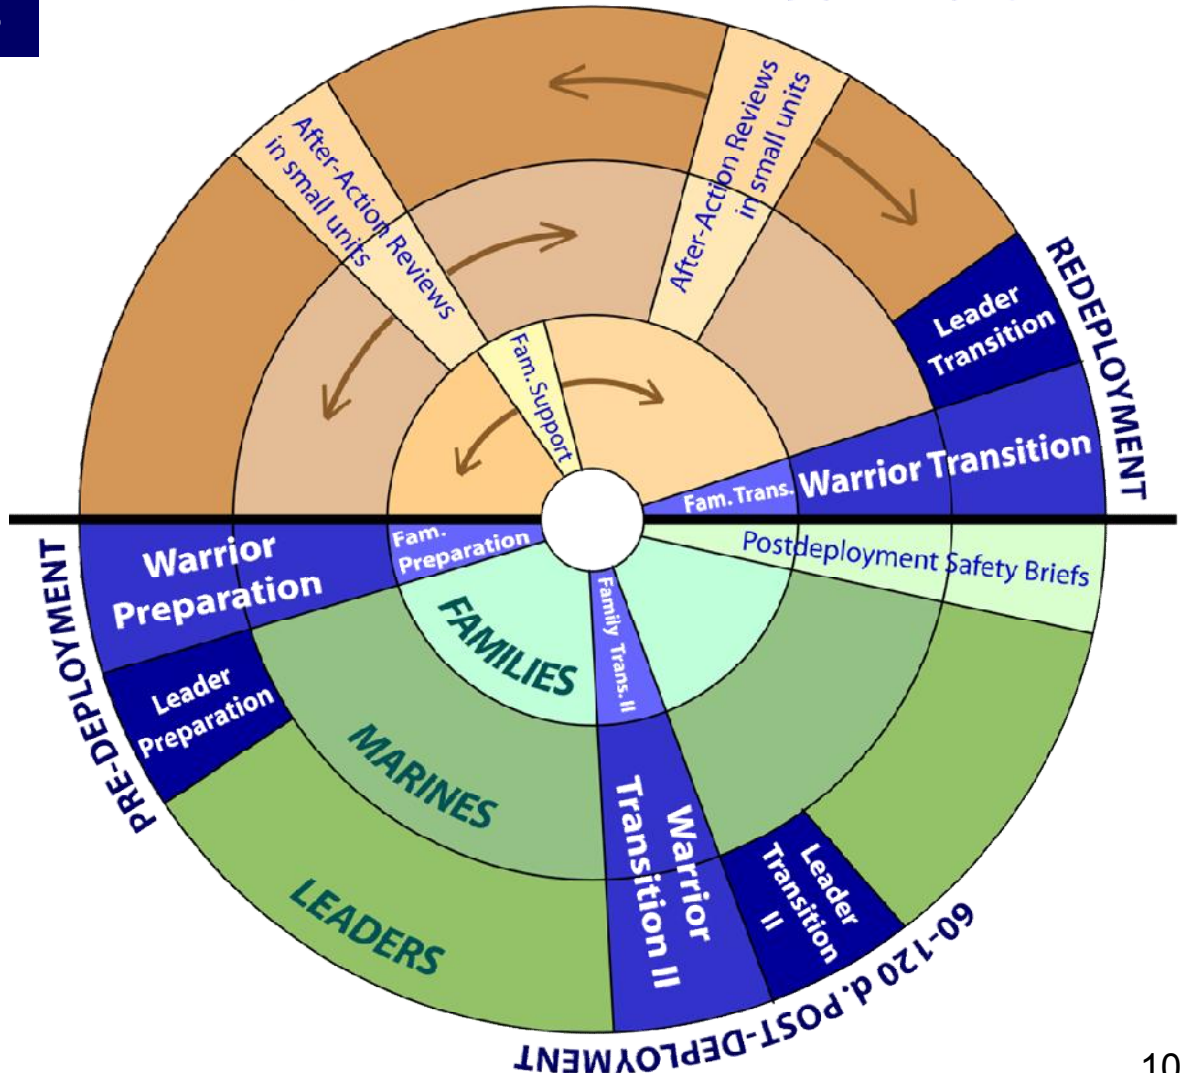 After-Action Reviews
in small units
After-Action Reviews
in small units
Fam. Support
REDEPLOYMENT
Leader
Transition
Warrior Transition
Fam. Trans.
Fam.
Preparation
Warrior
Preparation
Postdeployment Safety Briefs
PRE-DEPLOYMENT
Leader
Preparation
FAMILIES
Family Trans. II
MARINES
Warrior
Transition II
Leader
Transition
II
LEADERS
60-120 d. POST-DEPLOYMENT
10